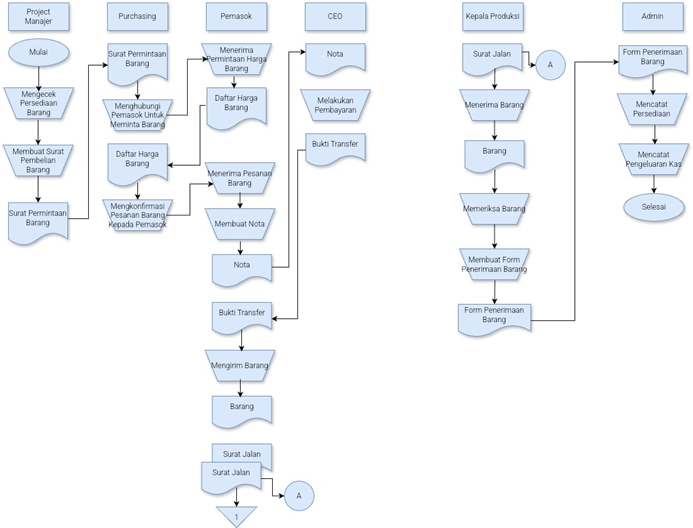 Project
Manajer
Purchasing
Pemasok
CEO
Kepala Produksi
Admin
Mulai
Mengecek
Persediaan
Barang
Membuat Surat
Pembelian
Barang
Surat Permintaan
Barang
Surat Permintaan
Barang
Menghubungi
Pemasok Untuk
Meminta Barang
Daftar Harga
Barang
Mengkonfirmasi
Pesanan Barang
Kepada Pemasok
Menerima
Permintaan Harga
Barang
Daftar Harga
Barang
Menerima Pesanan
Barang
Membuat Nota
Nota
Bukti Transfer
Mengirim Barang
Barang
Surat Jalan
Surat Jalan
A
1
Nota
Melakukan
Pembayaran
Bukti Transfer
Surat Jalan
A
Menerima Barang
Barang
Memeriksa Barang
Membuat Form
Penerimaan Barang
Form Penerimaan
Barang
Form Penerimaan
Barang
Mencatat
Persediaan
Mencatat
Pengeluaran Kas
Selesai